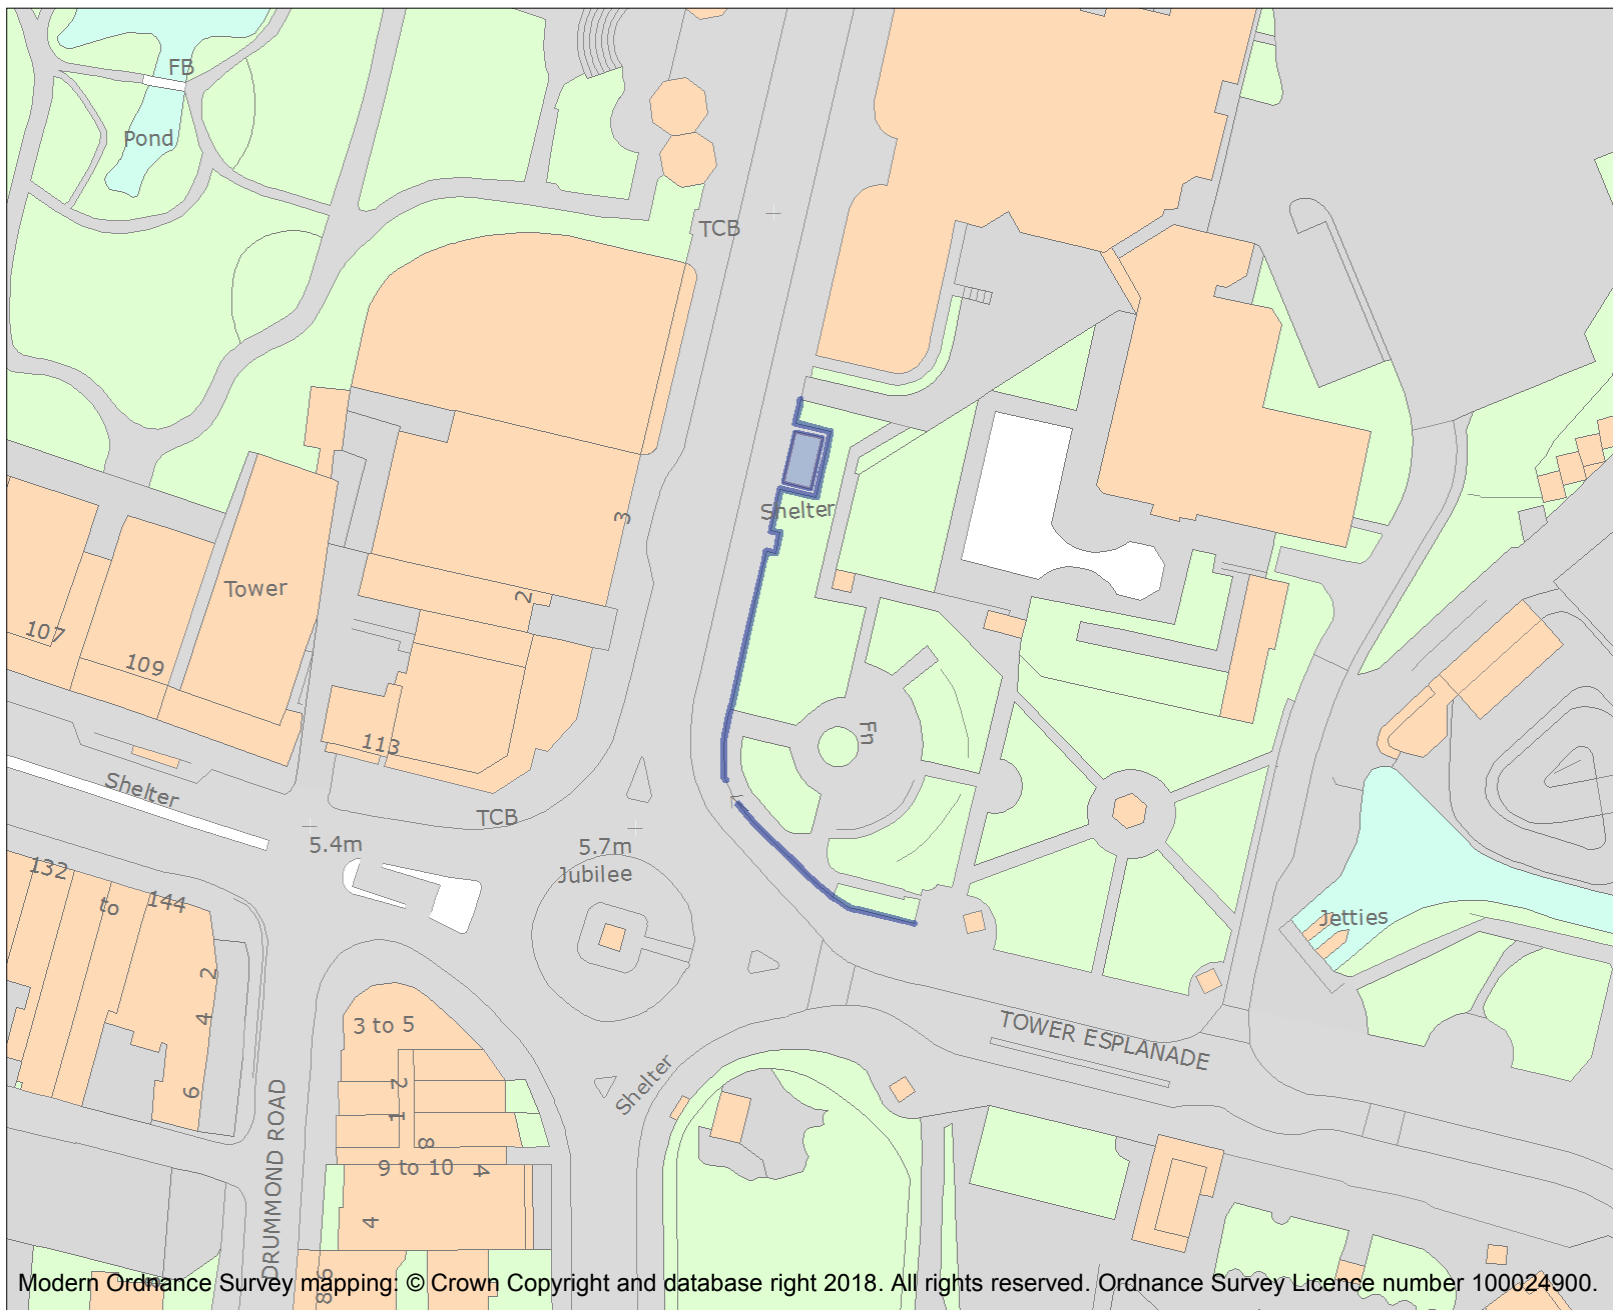 FB
Pond
TCB
Shelter
3
Tower
2
107
109
113
Fn
Shelter
TCB
5.4m
5.7m
Jubilee
132
to
144
Jetties
2
4
6
3 to 5
TOWER ESPLANADE
Shelter
2
1
8
9 to 10
4
4
DRUMMOND ROAD
Modern Ordnance Survey mapping: © Crown Copyright and database right 2018. All rights reserved. Ordnance Survey Licence number 100024900.